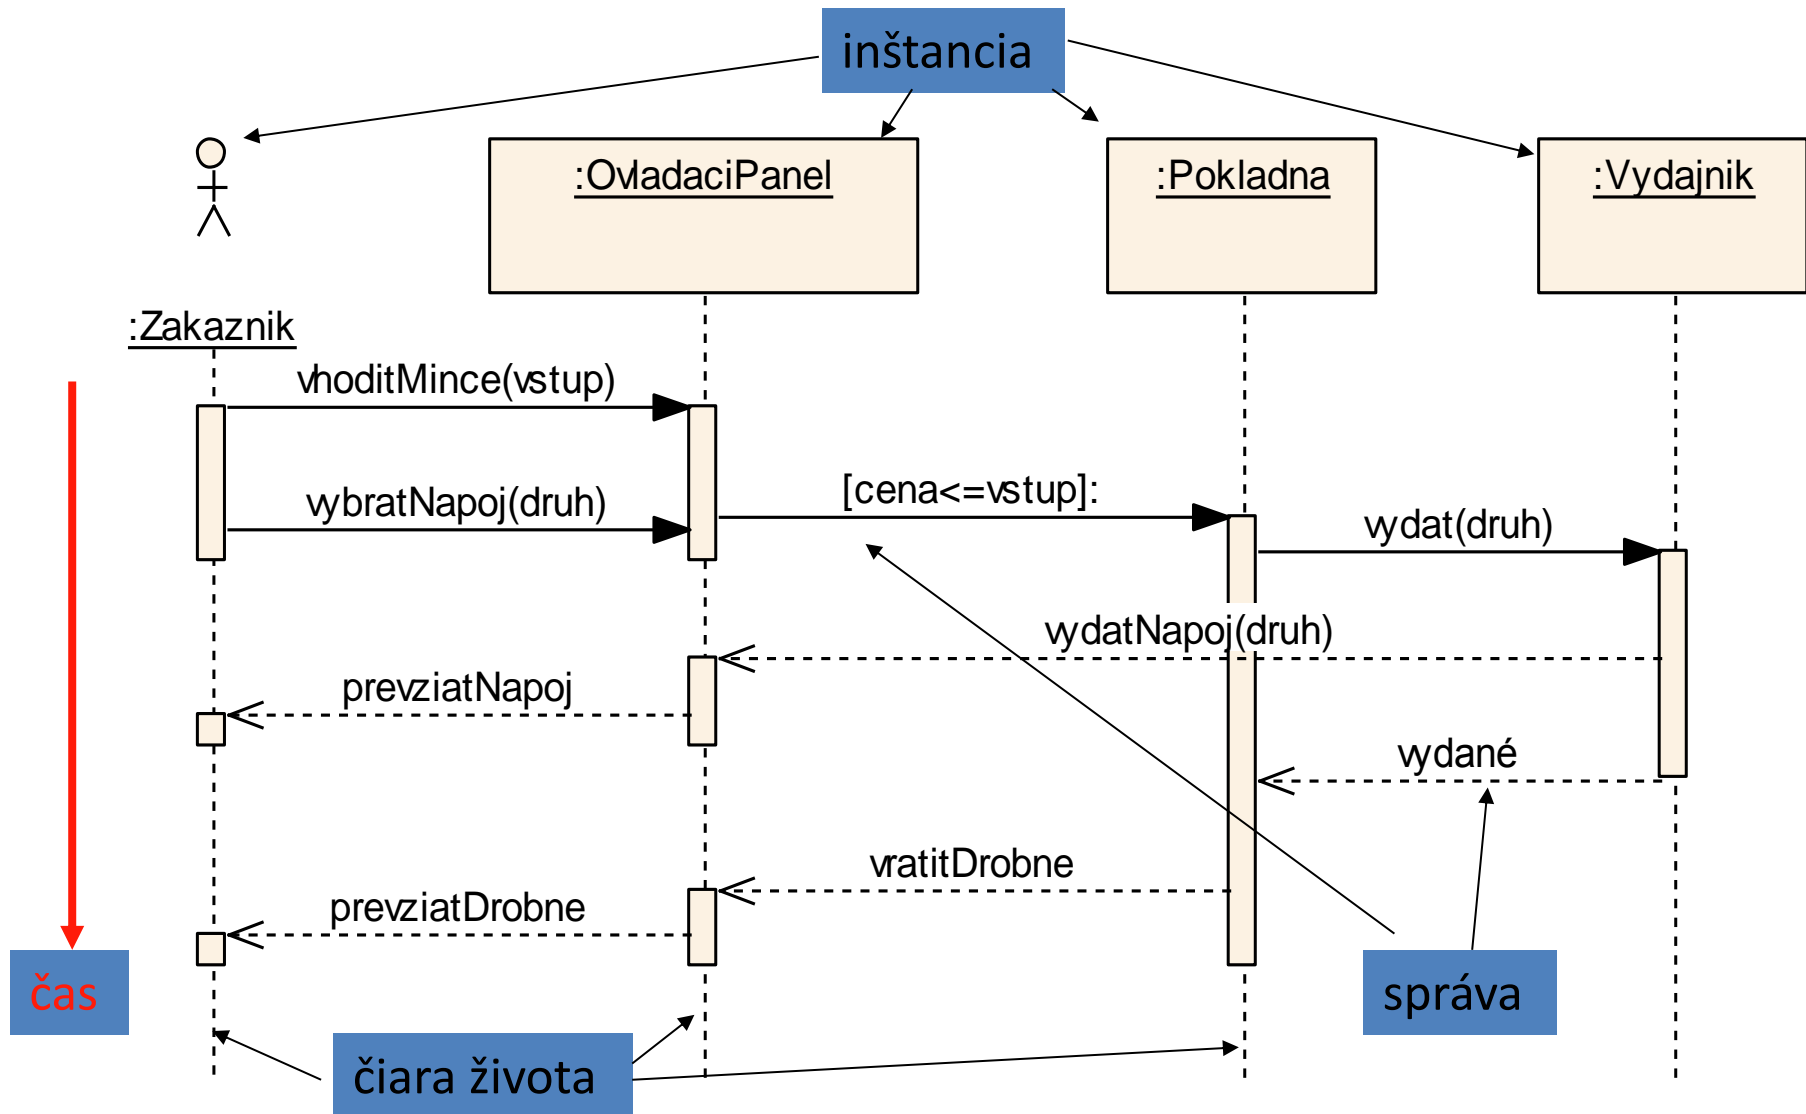 inštancia
:OvladaciPanel
:Pokladna
:Vydajnik
:Zakaznik
vhoditMince(vstup)
vybratNapoj(druh)
[cena<=vstup]:
vydat(druh)
vydatNapoj(druh)
prevziatNapoj
vydané
vratitDrobne
prevziatDrobne
čas
správa
čiara života